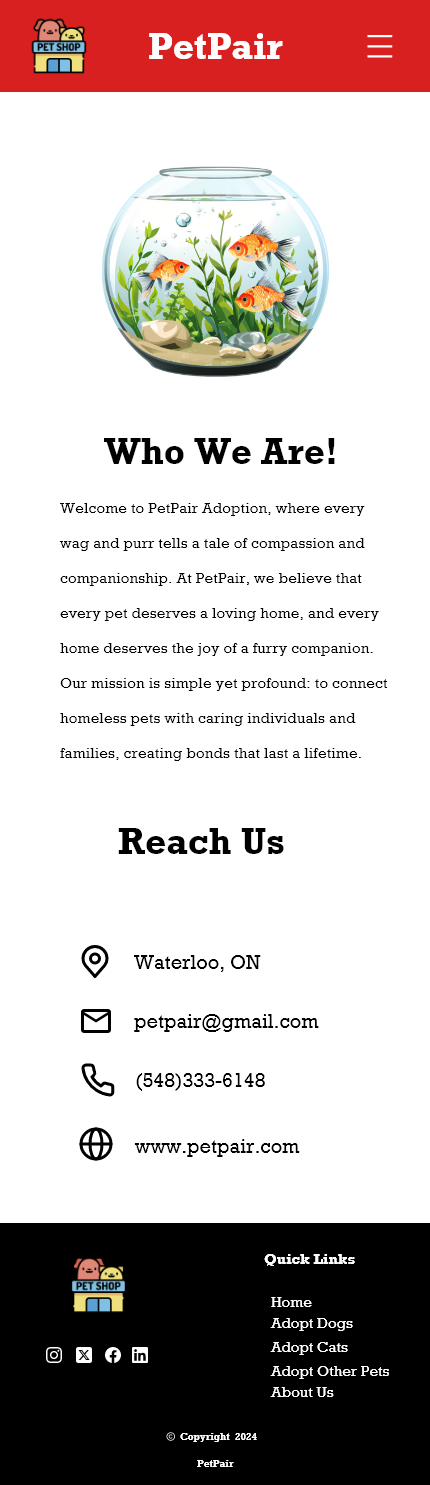 PET SHOP
PetPair
Who We Are!
Welcome to PetPair Adoption, where every
wag and purr tells a tale of compassion and
companionship. At PetPair, we believe that
every pet deserves a loving home, and every
home deserves the joy of a furry companion.
Our mission is simple yet profound: to connect
homeless pets with caring individuals and
families, creating bonds that last a lifetime.
Reach Us
Waterloo, ON
petpair@gmail.com
(548)333-6148
www.petpair.com
PET SHOP
Quick Links
Home
Adopt Dogs
Adopt Cats
Adopt Other Pets
About Us
© Copyright 2024
PetPair